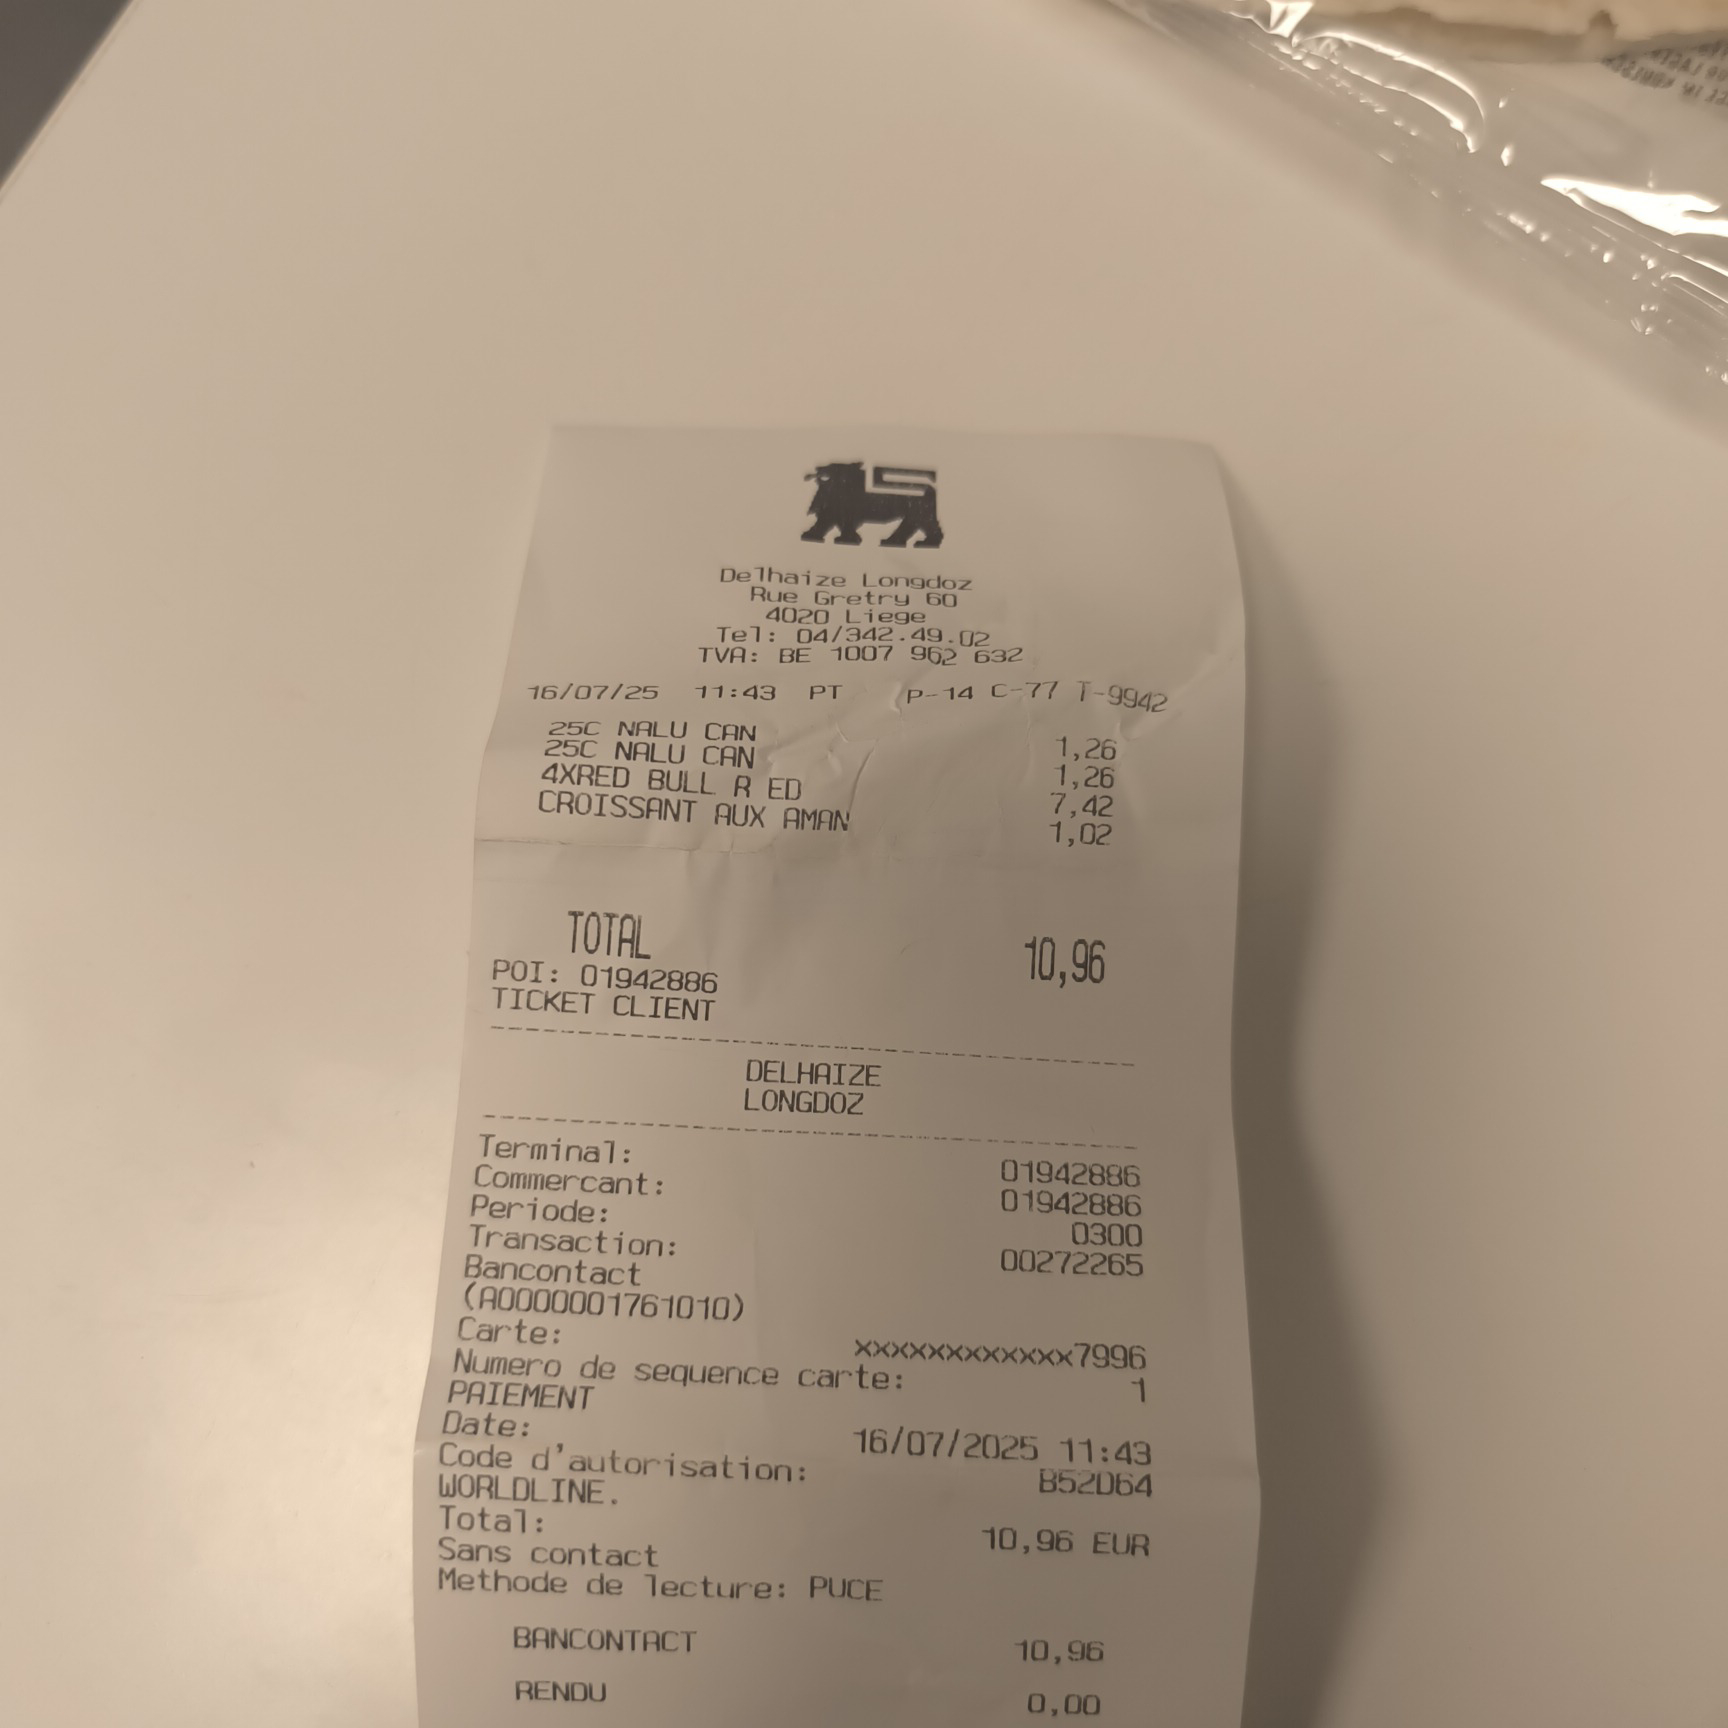 Delhaize Longdoz
Rue Gretry 60
4020 Liege
Tel: 04/342.49.02
TVA: BE 1007 962 632
16/07/25 11:43 PT P-14 C-77 T-9942
25C NALU CAN 1,26
25C NALU CAN 1,26
4XRED BULL R ED 7,42
CROISSANT AUX AMAN 1,02
TOTAL 10,96
POI: 01942886
TICKET CLIENT
DELHAIZE
LONGDOZ
Terminal: 01942886
Commercant: 01942886
Periode: 0300
Transaction: 00272265
Bancontact
(A0000001761010)
Carte: xxxxxxxxxxxx7996
Numero de sequence carte: 1
PAIEMENT
Date: 16/07/2025 11:43
Code d'autorisation: B52D64
WORLDLINE.
Total: 10,96 EUR
Sans contact
Methode de lecture: PUCE
BANCONTACT 10,96
RENDU 0,00